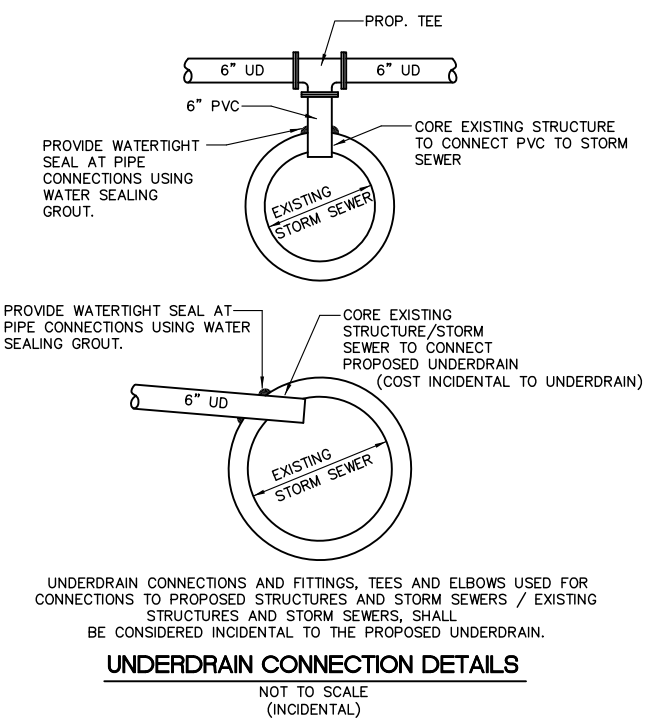 PROP. TEE
6" UD
6" UD
6" PVC
PROVIDE WATERTIGHT
SEAL AT PIPE
CONNECTIONS USING
WATER SEALING
GROUT.
CORE EXISTING STRUCTURE
TO CONNECT PVC TO STORM
SEWER
EXISTING
STORM SEWER
PROVIDE WATERTIGHT SEAL AT
PIPE CONNECTIONS USING WATER
SEALING GROUT.
CORE EXISTING
STRUCTURE/STORM
SEWER TO CONNECT
PROPOSED UNDERDRAIN
(COST INCIDENTAL TO UNDERDRAIN)
6" UD
EXISTING
STORM SEWER
UNDERDRAIN CONNECTIONS AND FITTINGS, TEES AND ELBOWS USED FOR
CONNECTIONS TO PROPOSED STRUCTURES AND STORM SEWERS / EXISTING
STRUCTURES AND STORM SEWERS, SHALL
BE CONSIDERED INCIDENTAL TO THE PROPOSED UNDERDRAIN.
UNDERDRAIN CONNECTION DETAILS
NOT TO SCALE
(INCIDENTAL)